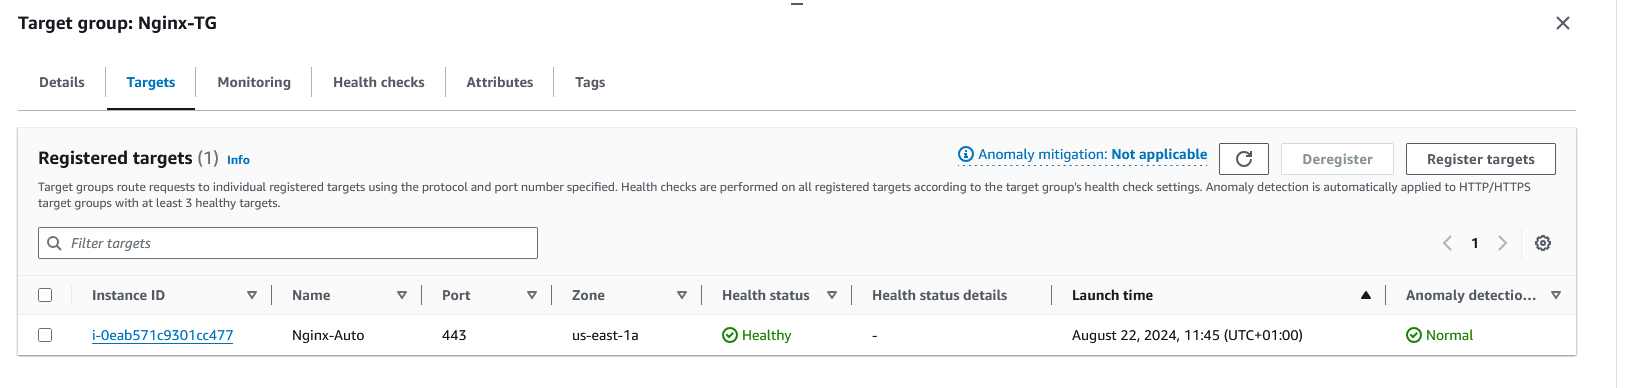 Target group: Nginx-TG
Details
Targets
Monitoring
Health checks
Attributes
Tags
Registered targets (1) Info
Anomaly mitigation: Not applicable
Deregister
Register targets
Target groups route requests to individual registered targets using the protocol and port number specified. Health checks are performed on all registered targets according to the target group's health check settings. Anomaly detection is automatically applied to HTTP/HTTPS
target groups with at least 3 healthy targets.
Filter targets
1
Instance ID Name Port Zone Health status Health status details Launch time Anomaly detectio...
i-0eab571c9301cc477 Nginx-Auto 443 us-east-1a Healthy - August 22, 2024, 11:45 (UTC+01:00) Normal